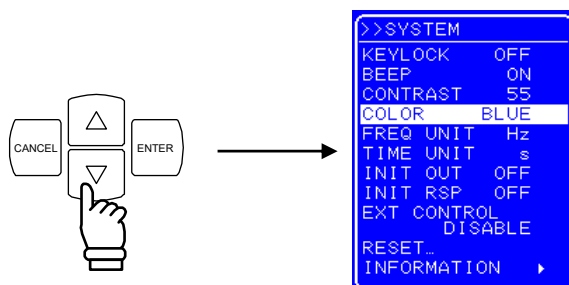 CANCEL
ENTER
>>SYSTEM
KEYLOCK OFF
BEEP ON
CONTRAST 55
COLOR BLUE
FREQ UNIT Hz
TIME UNIT s
INIT OUT OFF
INIT RSP OFF
EXT CONTROL
DISABLE
RESET…
INFORMATION ▶